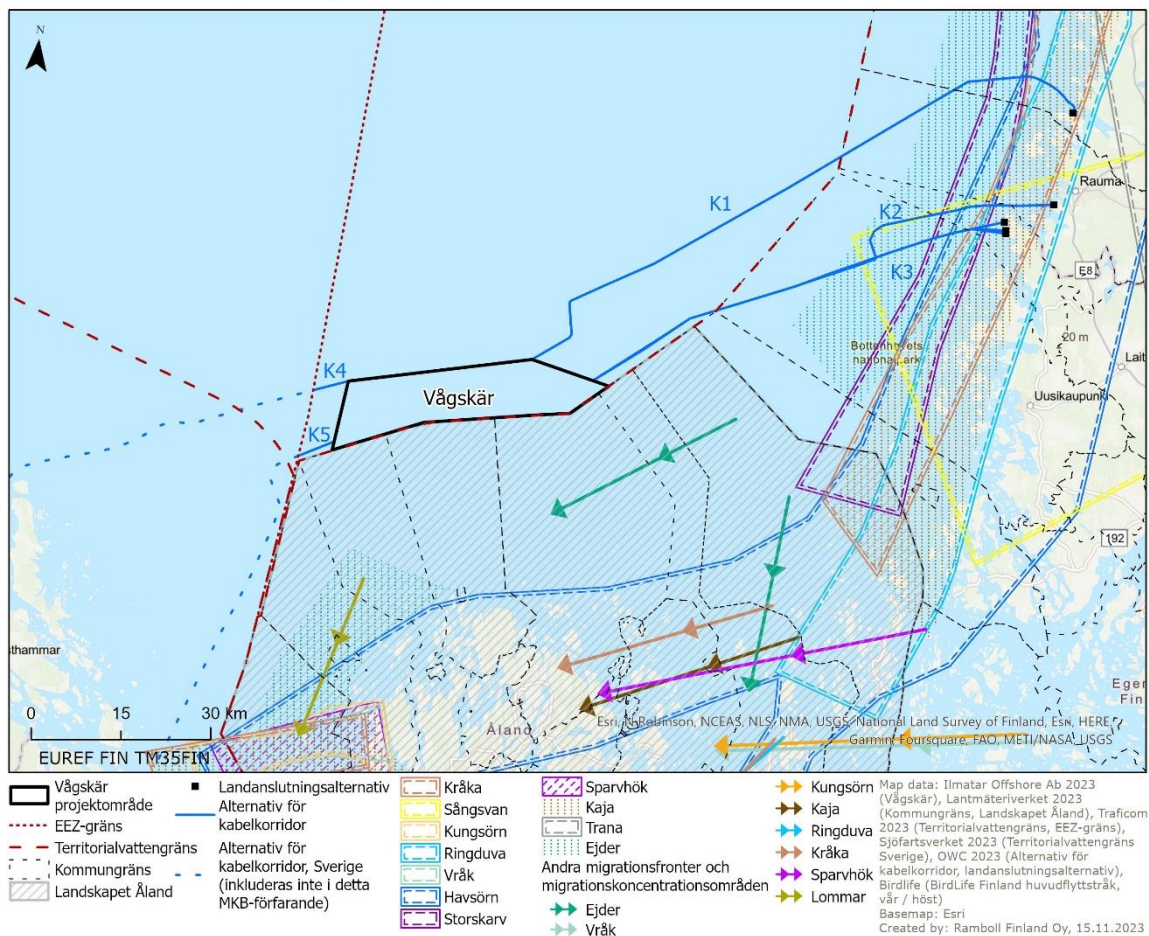 N
K1
Rauma
K2
E8
K3
20 m
Bottenhavets
nationalpark
Lait
K4
Vågskär
Uusikaupunki
K5
192
sthammar
Eger
Fin
0 15 30 km
Åland
Esri, N Robinson, NCEAS, NLS, NMA, USGS, National Land Survey of Finland, Esri, HERE,
Garmin, Foursquare, FAO, METI/NASA, USGS
EUREF FIN TM35FIN
Vågskär
projektområde
EEZ-gräns
Territorialvattengräns
Kommungräns
Landskapet Åland
Landanslutningsalternativ
Alternativ för
kabelkorridor
Alternativ för
kabelkorridor, Sverige
(inkluderas inte i detta
MKB-förfarande)
Kråka
Sångsvan
Kungsörn
Ringduva
Vråk
Havsörn
Storskarv
Sparvhök
Kaja
Trana
Ejder
Andra migrationsfronter och
migrationskoncentrationsområden
Ejder
Vråk
Kungsörn
Kaja
Ringduva
Kråka
Sparvhök
Lommar
Map data: Ilmatar Offshore Ab 2023
(Vågskär), Lantmäteriverket 2023
(Kommungräns, Landskapet Åland), Traficom
2023 (Territorialvattengräns, EEZ-gräns),
Sjöfartsverket 2023 (Territorialvattengräns
Sverige), OWC 2023 (Alternativ för
kabelkorridor, landanslutningsalternativ),
Birdlife (BirdLife Finland huvudflyttstråk,
vår / höst)
Basemap: Esri
Created by: Ramboll Finland Oy, 15.11.2023